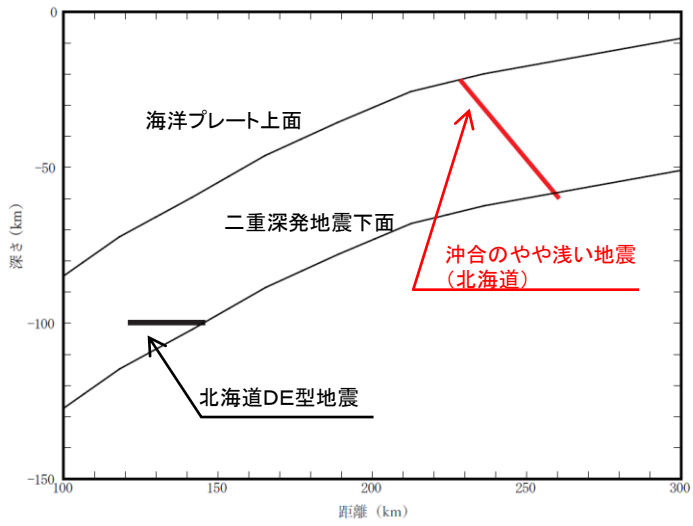 0
海洋プレート上面
-50
二重深発地震下面
深さ (km)
沖合のやや浅い地震
（北海道）
-100
北海道DE型地震
-150
100
150
200
250
300
距離 (km)